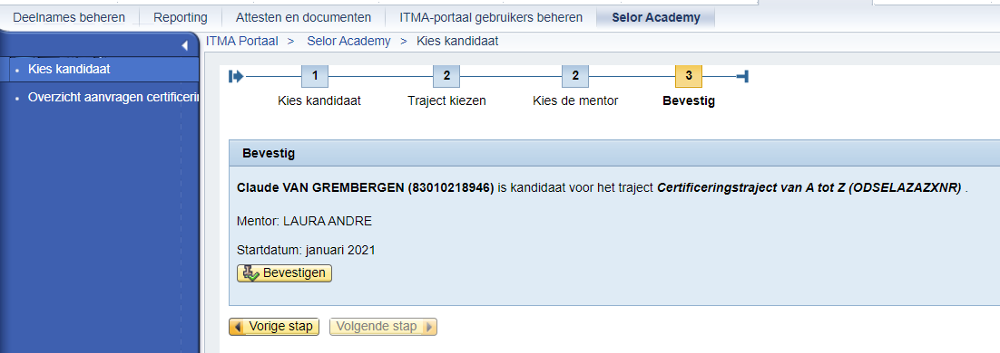 Deelnames beheren Reporting Attesten en documenten ITMA-portaal gebruikers beheren Selor Academy
ITMA Portaal > Selor Academy > Kies kandidaat
Kies kandidaat
Overzicht aanvragen certificerin
1 2 2 3
Kies kandidaat Traject kiezen Kies de mentor Bevestig
Bevestig
Claude VAN GREMBERGEN (83010218946) is kandidaat voor het traject Certificeringstraject van A tot Z (ODSELAZAZXNR) .
Mentor: LAURA ANDRE
Startdatum: januari 2021
Bevestigen
Vorige stap Volgende stap